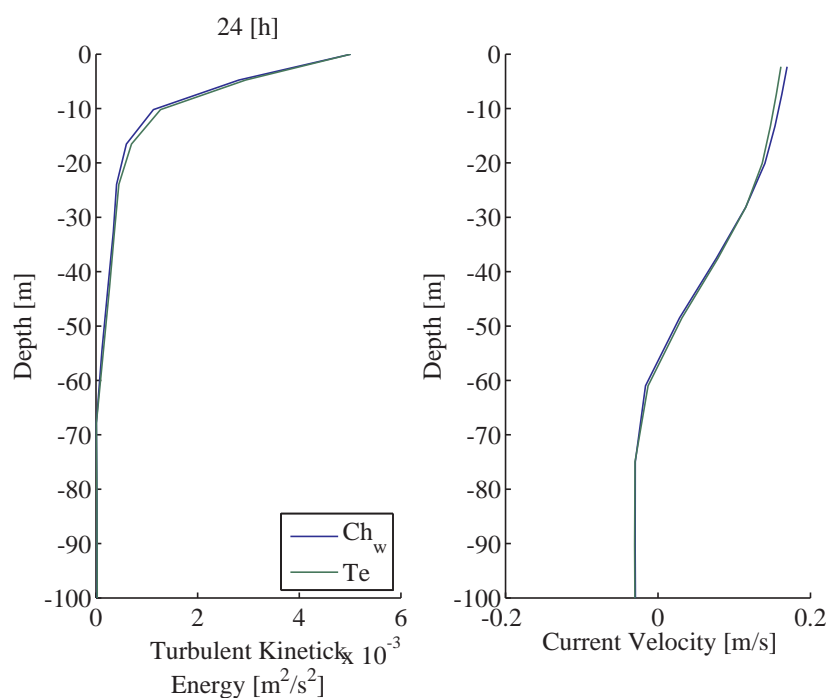 24 [h]
0
-10
-20
-30
-40
-50
-60
-70
-80
-90
-100
Depth [m]
0 2 4 6
x 10^-3
Turbulent Kinetick
Energy [m²/s²]
Ch_w
Te
0
-10
-20
-30
-40
-50
-60
-70
-80
-90
-100
Depth [m]
-0.2 0 0.2
Current Velocity [m/s]